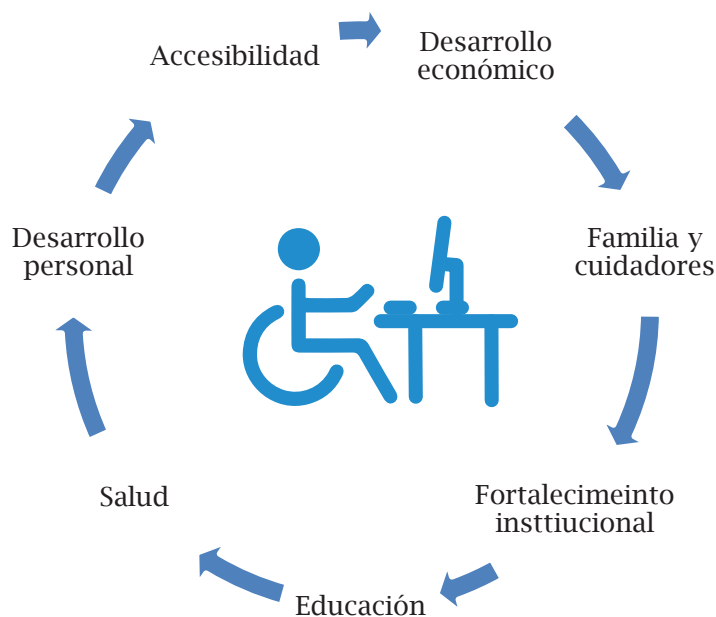 Accesibilidad
Desarrollo
económico
Familia y
cuidadores
Fortalecimeinto
insttiucional
Educación
Salud
Desarrollo
personal